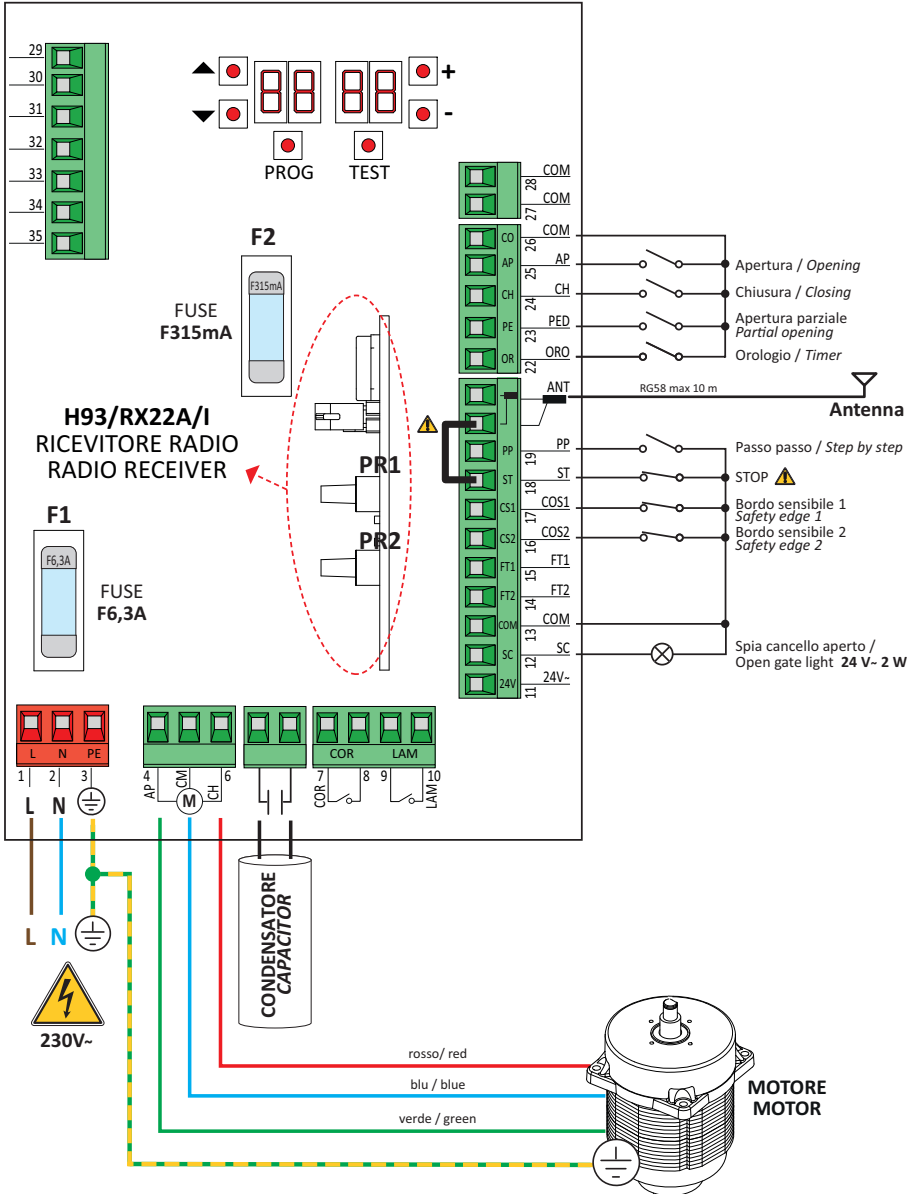 29
30
31
32
33
34
35
+
-
PROG
TEST
F2
F315mA
FUSE
F315mA
H93/RX22A/I
RICEVITORE RADIO
RADIO RECEIVER
PR1
PR2
F1
F6,3A
FUSE
F6,3A
28 COM
27 COM
CO 26 COM
AP 25 AP
CH 24 CH
PE 23 PED
OR 22 ORO
Apertura / Opening
Chiusura / Closing
Apertura parziale
Partial opening
Orologio / Timer
ANT
RG58 max 10 m
Antenna
PP 19 PP
ST 18 ST
CS1 17 COS1
CS2 16 COS2
FT1 15 FT1
FT2 14 FT2
COM 13 COM
SC 12 SC
24V 11 24V~
Passo passo / Step by step
STOP
Bordo sensibile 1
Safety edge 1
Bordo sensibile 2
Safety edge 2
Spia cancello aperto /
Open gate light 24 V~ 2 W
L N PE
1 2 3
L N
L N
230V~
4 6
AP CM CH
M
COR LAM
7 8 9 10
COR LAM
CONDENSATORE
CAPACITOR
rosso/ red
blu / blue
verde / green
MOTORE
MOTOR